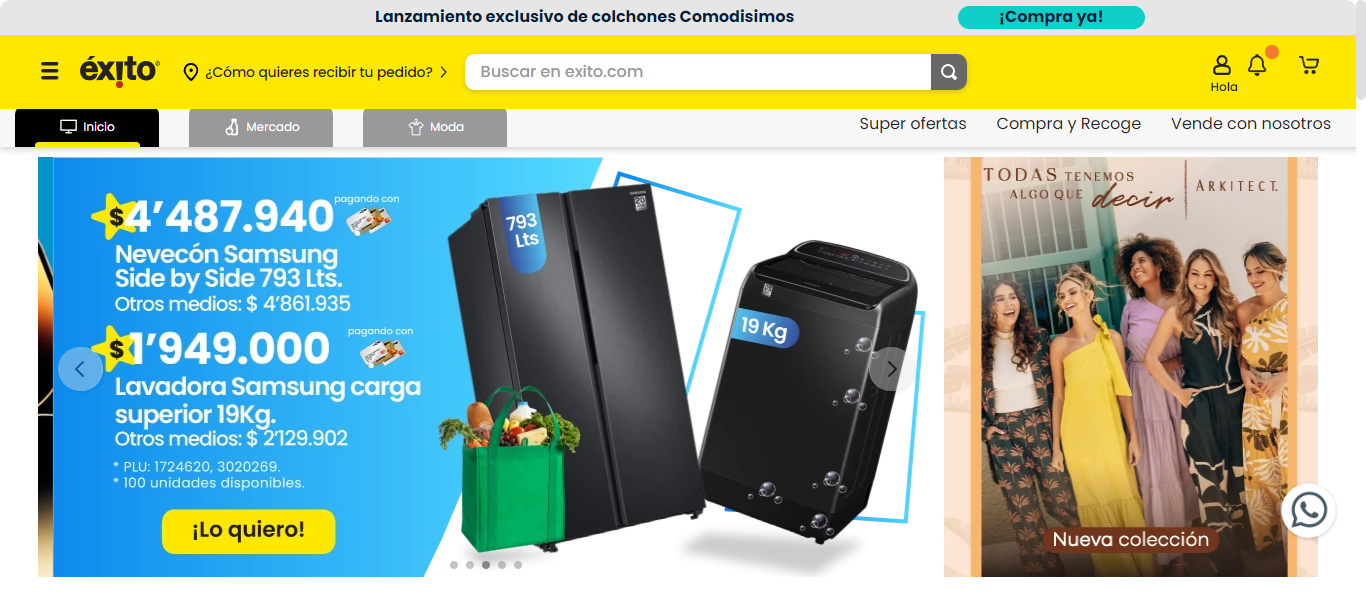 Lanzamiento exclusivo de colchones Comodisimos
¡Compra ya!
éxito
¿Cómo quieres recibir tu pedido?
Buscar en exito.com
Hola
Inicio
Mercado
Moda
Super ofertas
Compra y Recoge
Vende con nosotros
$4’487.940
pagando con
Nevecón Samsung
Side by Side 793 Lts.
Otros medios: $ 4’861.935
$1’949.000
pagando con
Lavadora Samsung carga
superior 19Kg.
Otros medios: $ 2’129.902
* PLU: 1724620, 3020269.
* 100 unidades disponibles.
¡Lo quiero!
793
Lts
19 Kg
TODAS TENEMOS
ALGO QUE decir
ARKITECT.
Nueva colección